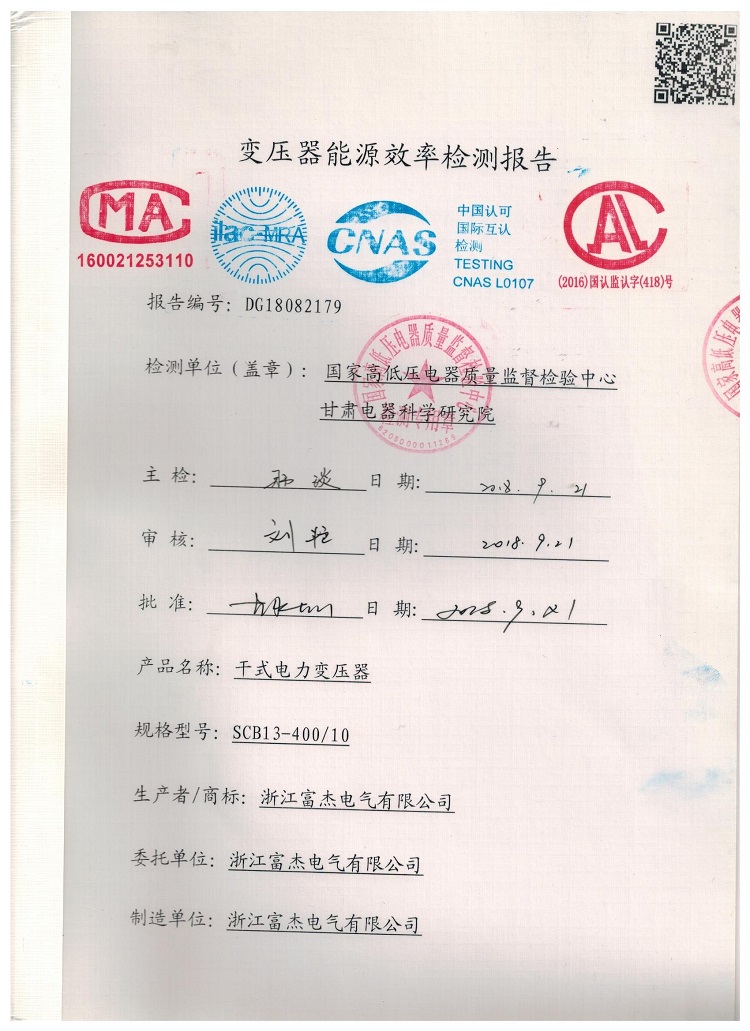 变压器能源效率检测报告
MA
160021253110
ilac-MRA
CNAS
中国认可
国际互认
检测
TESTING
CNAS L0107
AL
(2016)国认监认字(418)号
报告编号: DG18082179
检测单位(盖章): 国家高低压电器质量监督检验中心
甘肃电器科学研究院
主 检: 日 期: 2018. 9. 21
审 核: 日 期: 2018. 9.21
批 准: 日 期: 2018.9.21
产品名称: 干式电力变压器
规格型号: SCB13-400/10
生产者/商标: 浙江富杰电气有限公司
委托单位: 浙江富杰电气有限公司
制造单位: 浙江富杰电气有限公司